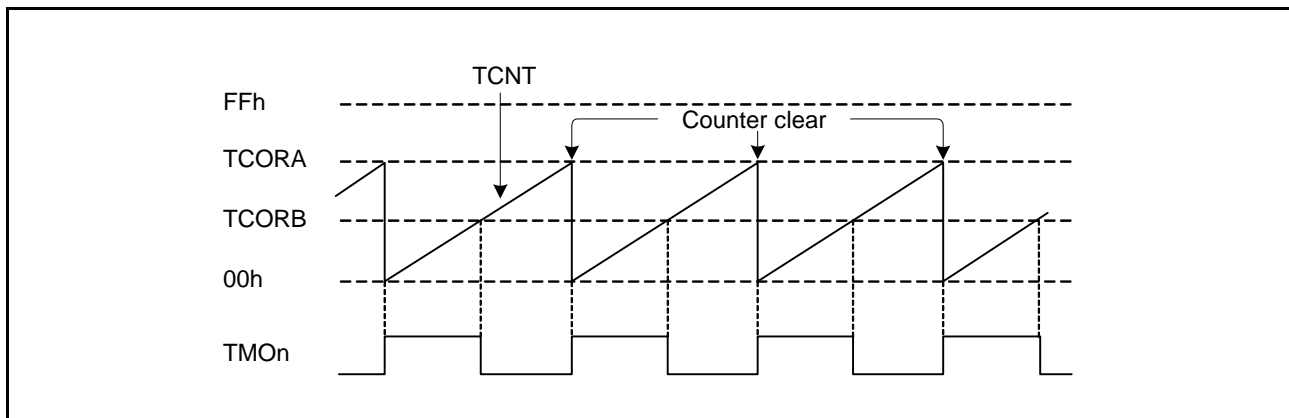 TCNT
FFh
Counter clear
TCORA
TCORB
00h
TMOn